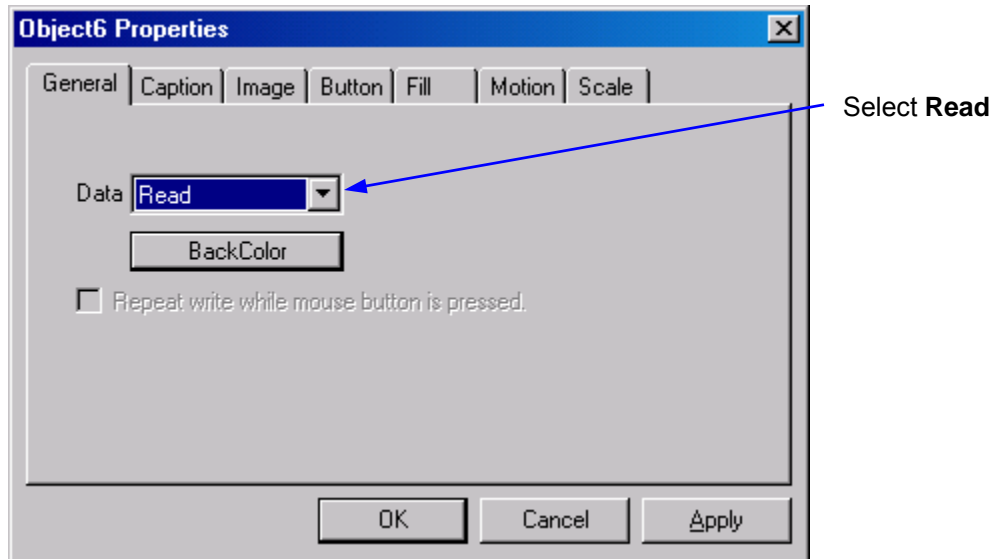 Object6 Properties
General Caption Image Button Fill Motion Scale
Select Read
Data Read
BackColor
Repeat write while mouse button is pressed.
OK Cancel Apply